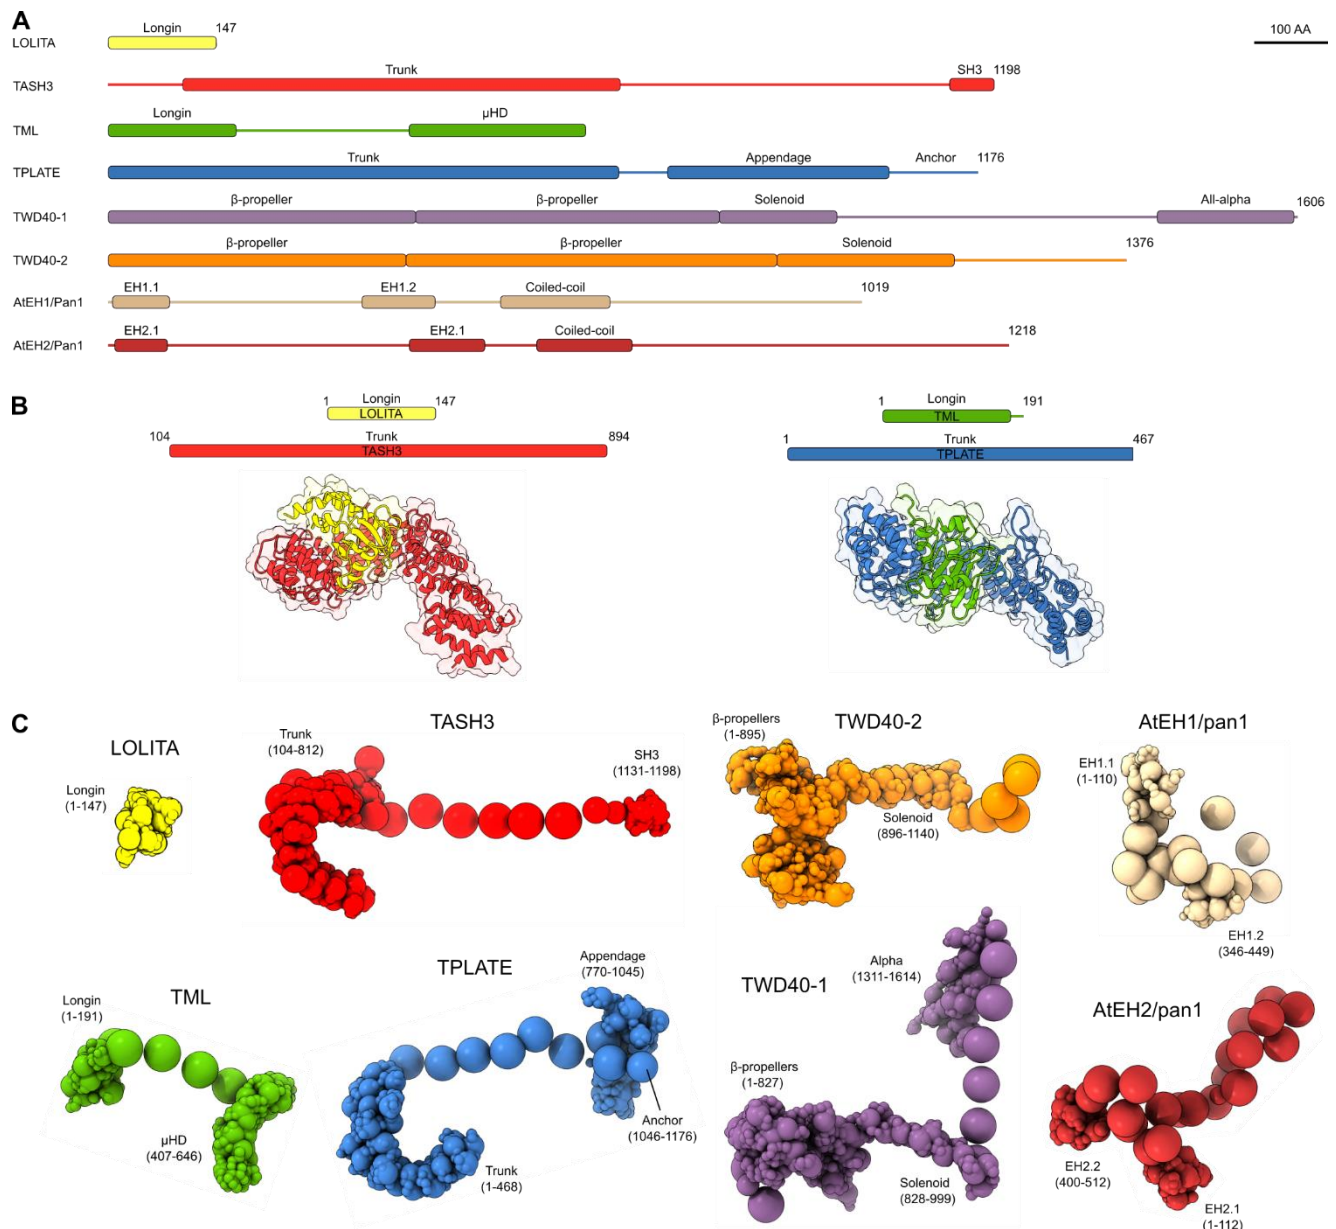 A
Longin
LOLITA 147
100 AA
Trunk SH3
TASH3 1198
Longin µHD
TML
Trunk Appendage Anchor
TPLATE 1176
β-propeller β-propeller Solenoid All-alpha
TWD40-1 1606
β-propeller β-propeller Solenoid
TWD40-2 1376
EH1.1 EH1.2 Coiled-coil
AtEH1/Pan1 1019
EH2.1 EH2.1 Coiled-coil
AtEH2/Pan1 1218
B
1 Longin 147
LOLITA
104 Trunk 894
TASH3
1 Longin 191
TML
1 Trunk 467
TPLATE
C
LOLITA
Longin
(1-147)
TASH3
Trunk
(104-812)
SH3
(1131-1198)
TWD40-2
β-propellers
(1-895)
Solenoid
(896-1140)
AtEH1/pan1
EH1.1
(1-110)
EH1.2
(346-449)
TML
Longin
(1-191)
µHD
(407-646)
TPLATE
Appendage
(770-1045)
Anchor
(1046-1176)
Trunk
(1-468)
TWD40-1
Alpha
(1311-1614)
β-propellers
(1-827)
Solenoid
(828-999)
AtEH2/pan1
EH2.2
(400-512)
EH2.1
(1-112)